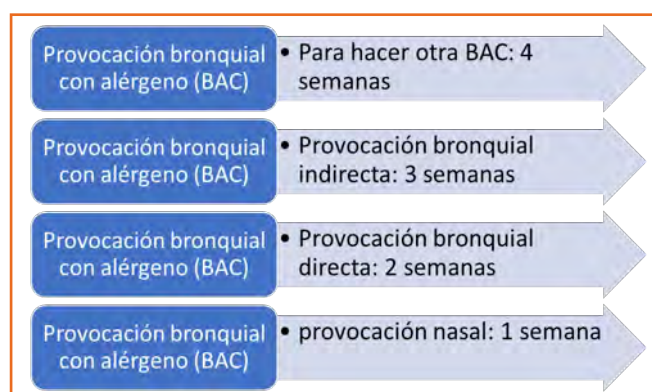 Provocación bronquial
con alérgeno (BAC)
• Para hacer otra BAC: 4
semanas
Provocación bronquial
con alérgeno (BAC)
• Provocación bronquial
indirecta: 3 semanas
Provocación bronquial
con alérgeno (BAC)
• Provocación bronquial
directa: 2 semanas
Provocación bronquial
con alérgeno (BAC)
• provocación nasal: 1 semana